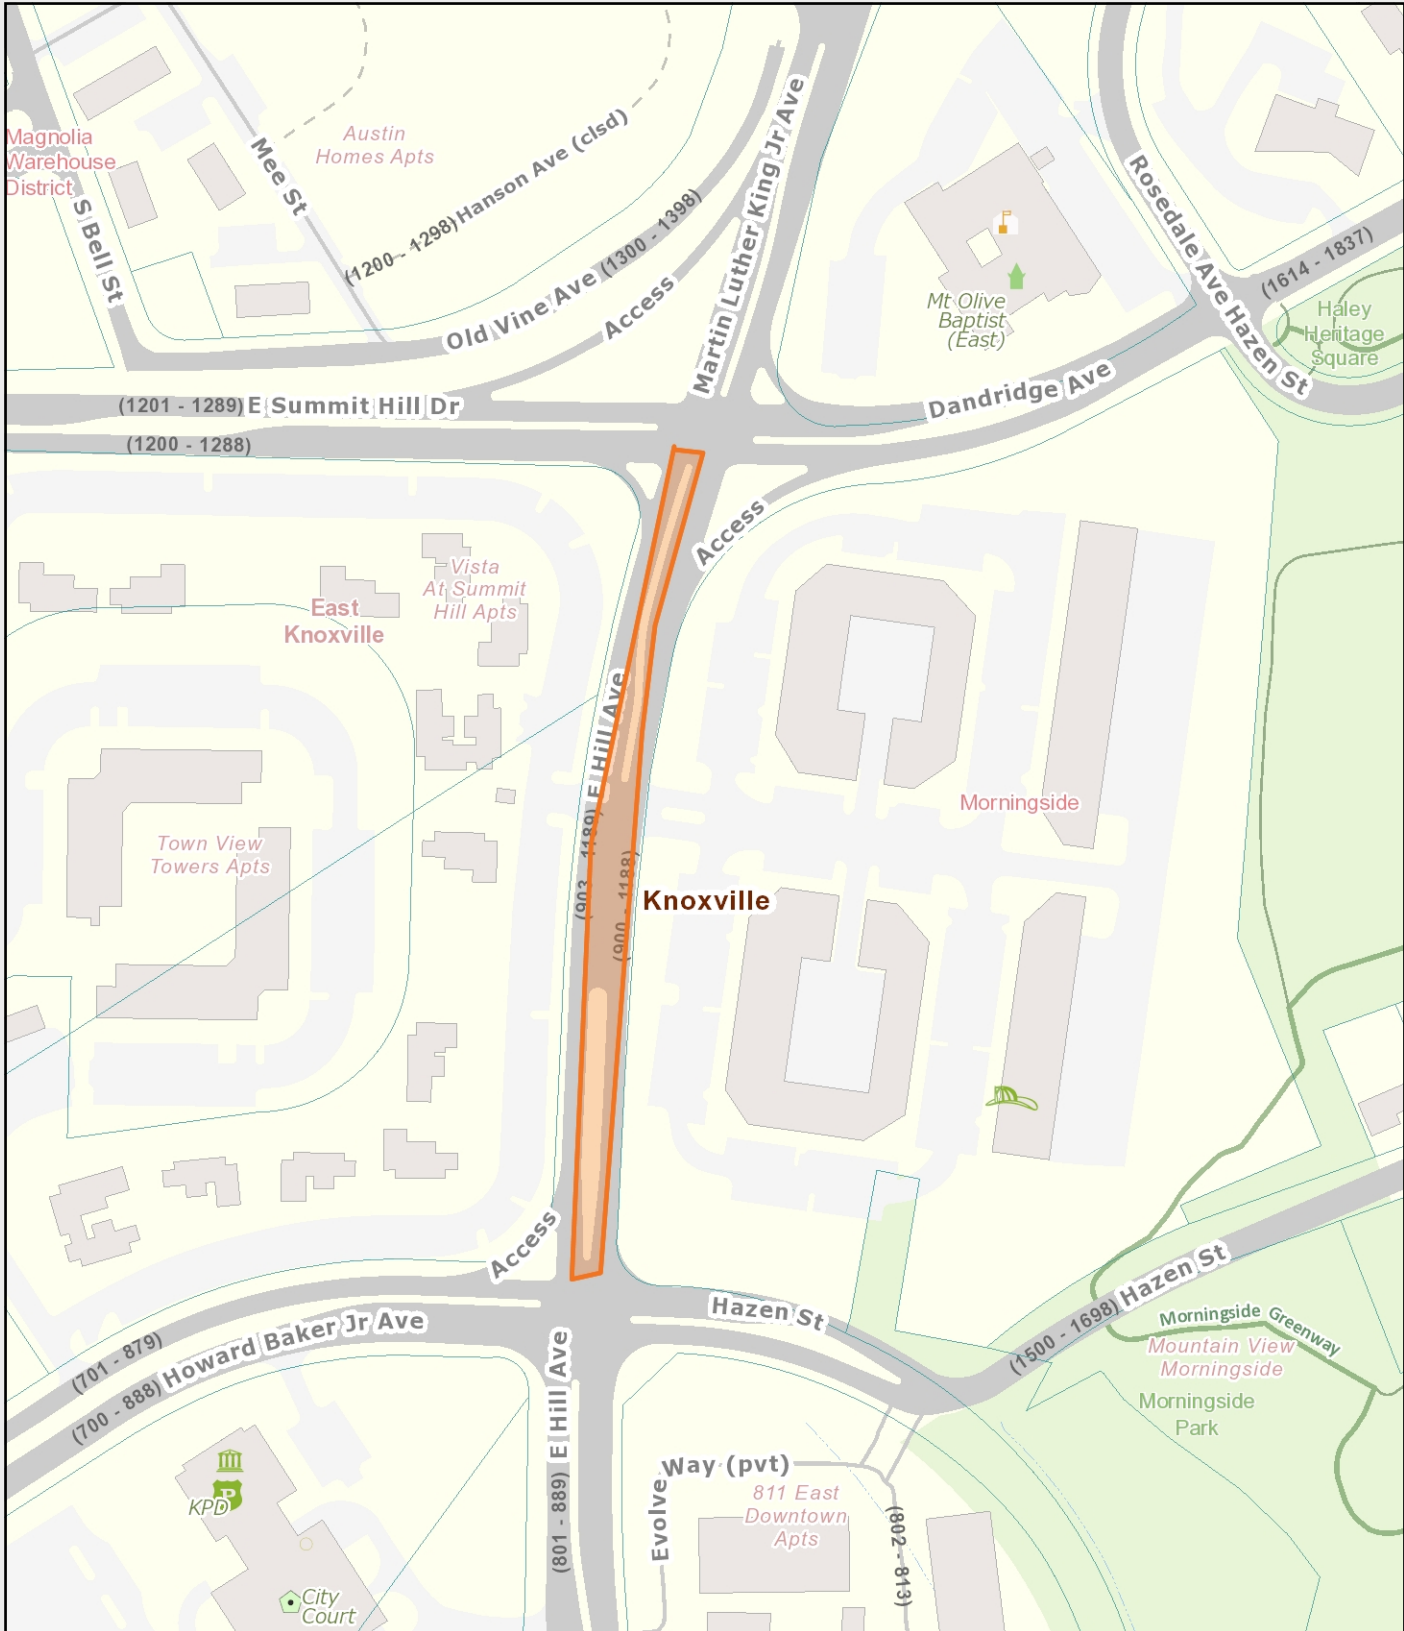 Magnolia
Warehouse
District
Mee St
Austin
Homes Apts
S Bell St
(1200 - 1298) Hanson Ave (clsd)
Old Vine Ave (1300 - 1398)
Access
Martin Luther King Jr Ave
Rosedale Ave
Hazen St
(1614 - 1837)
Haley
Heritage
Square
Mt Olive
Baptist
(East)
Dandridge Ave
(1201 - 1289) E Summit Hill Dr
(1200 - 1288)
Access
Vista
At Summit
Hill Apts
East
Knoxville
(903 - 1189) E Hill Ave
(900 - 1188)
Morningside
Town View
Towers Apts
Knoxville
Access
Hazen St
(1500 - 1698) Hazen St
Morningside Greenway
Mountain View
Morningside
Morningside
Park
(701 - 879)
(700 - 888) Howard Baker Jr Ave
(801 - 889) E Hill Ave
Evolve Way (pvt)
811 East
Downtown
Apts
(802 - 813)
P
KPD
City
Court